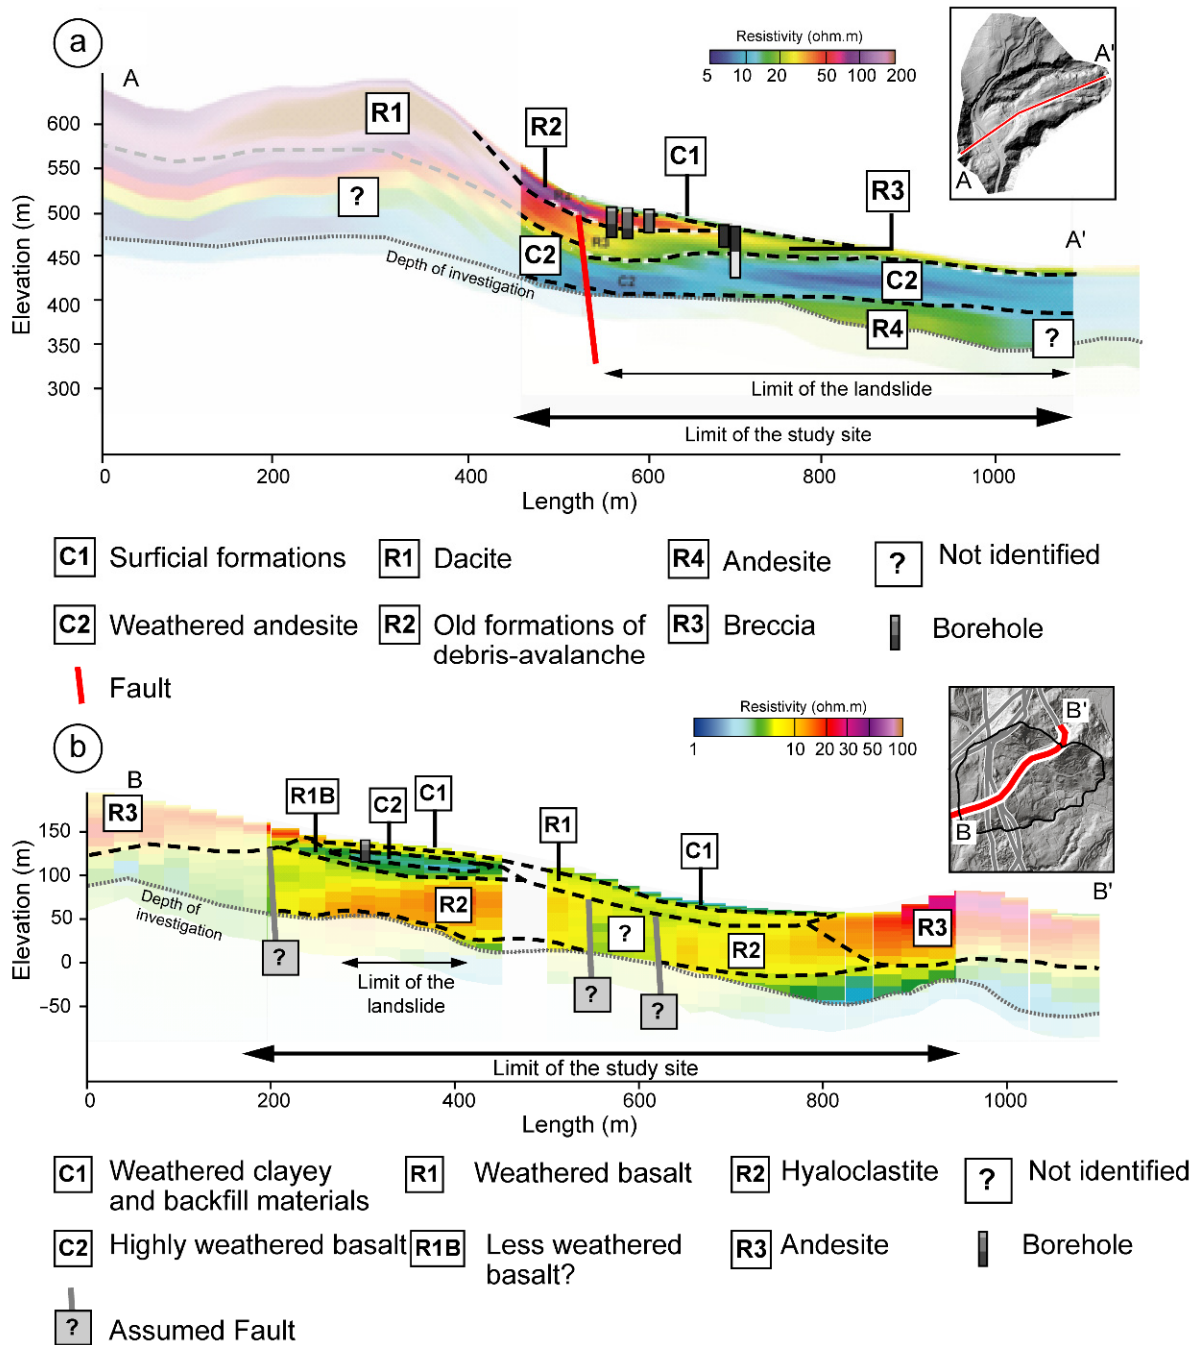 a
Resistivity (ohm.m)
5 10 20 50 100 200
A'
A
A
R1
R2
C1
R3
?
C2
Depth of investigation
A'
C2
R4
?
Elevation (m)
600
550
500
450
400
350
300
Limit of the landslide
Limit of the study site
0 200 400 600 800 1000
Length (m)
C1 Surficial formations
R1 Dacite
R4 Andesite
? Not identified
C2 Weathered andesite
R2 Old formations of
debris-avalanche
R3 Breccia
Borehole
Fault
b
Resistivity (ohm.m)
1 10 20 30 50 100
B'
B
B
R3
R1B
C2
C1
R1
C1
B'
R2
?
R2
R3
Depth of
investigation
?
?
?
Elevation (m)
150
100
50
0
−50
Limit of the
landslide
Limit of the study site
0 200 400 600 800 1000
Length (m)
C1 Weathered clayey
and backfill materials
R1 Weathered basalt
R2 Hyaloclastite
? Not identified
C2 Highly weathered basalt
R1B Less weathered
basalt?
R3 Andesite
Borehole
? Assumed Fault